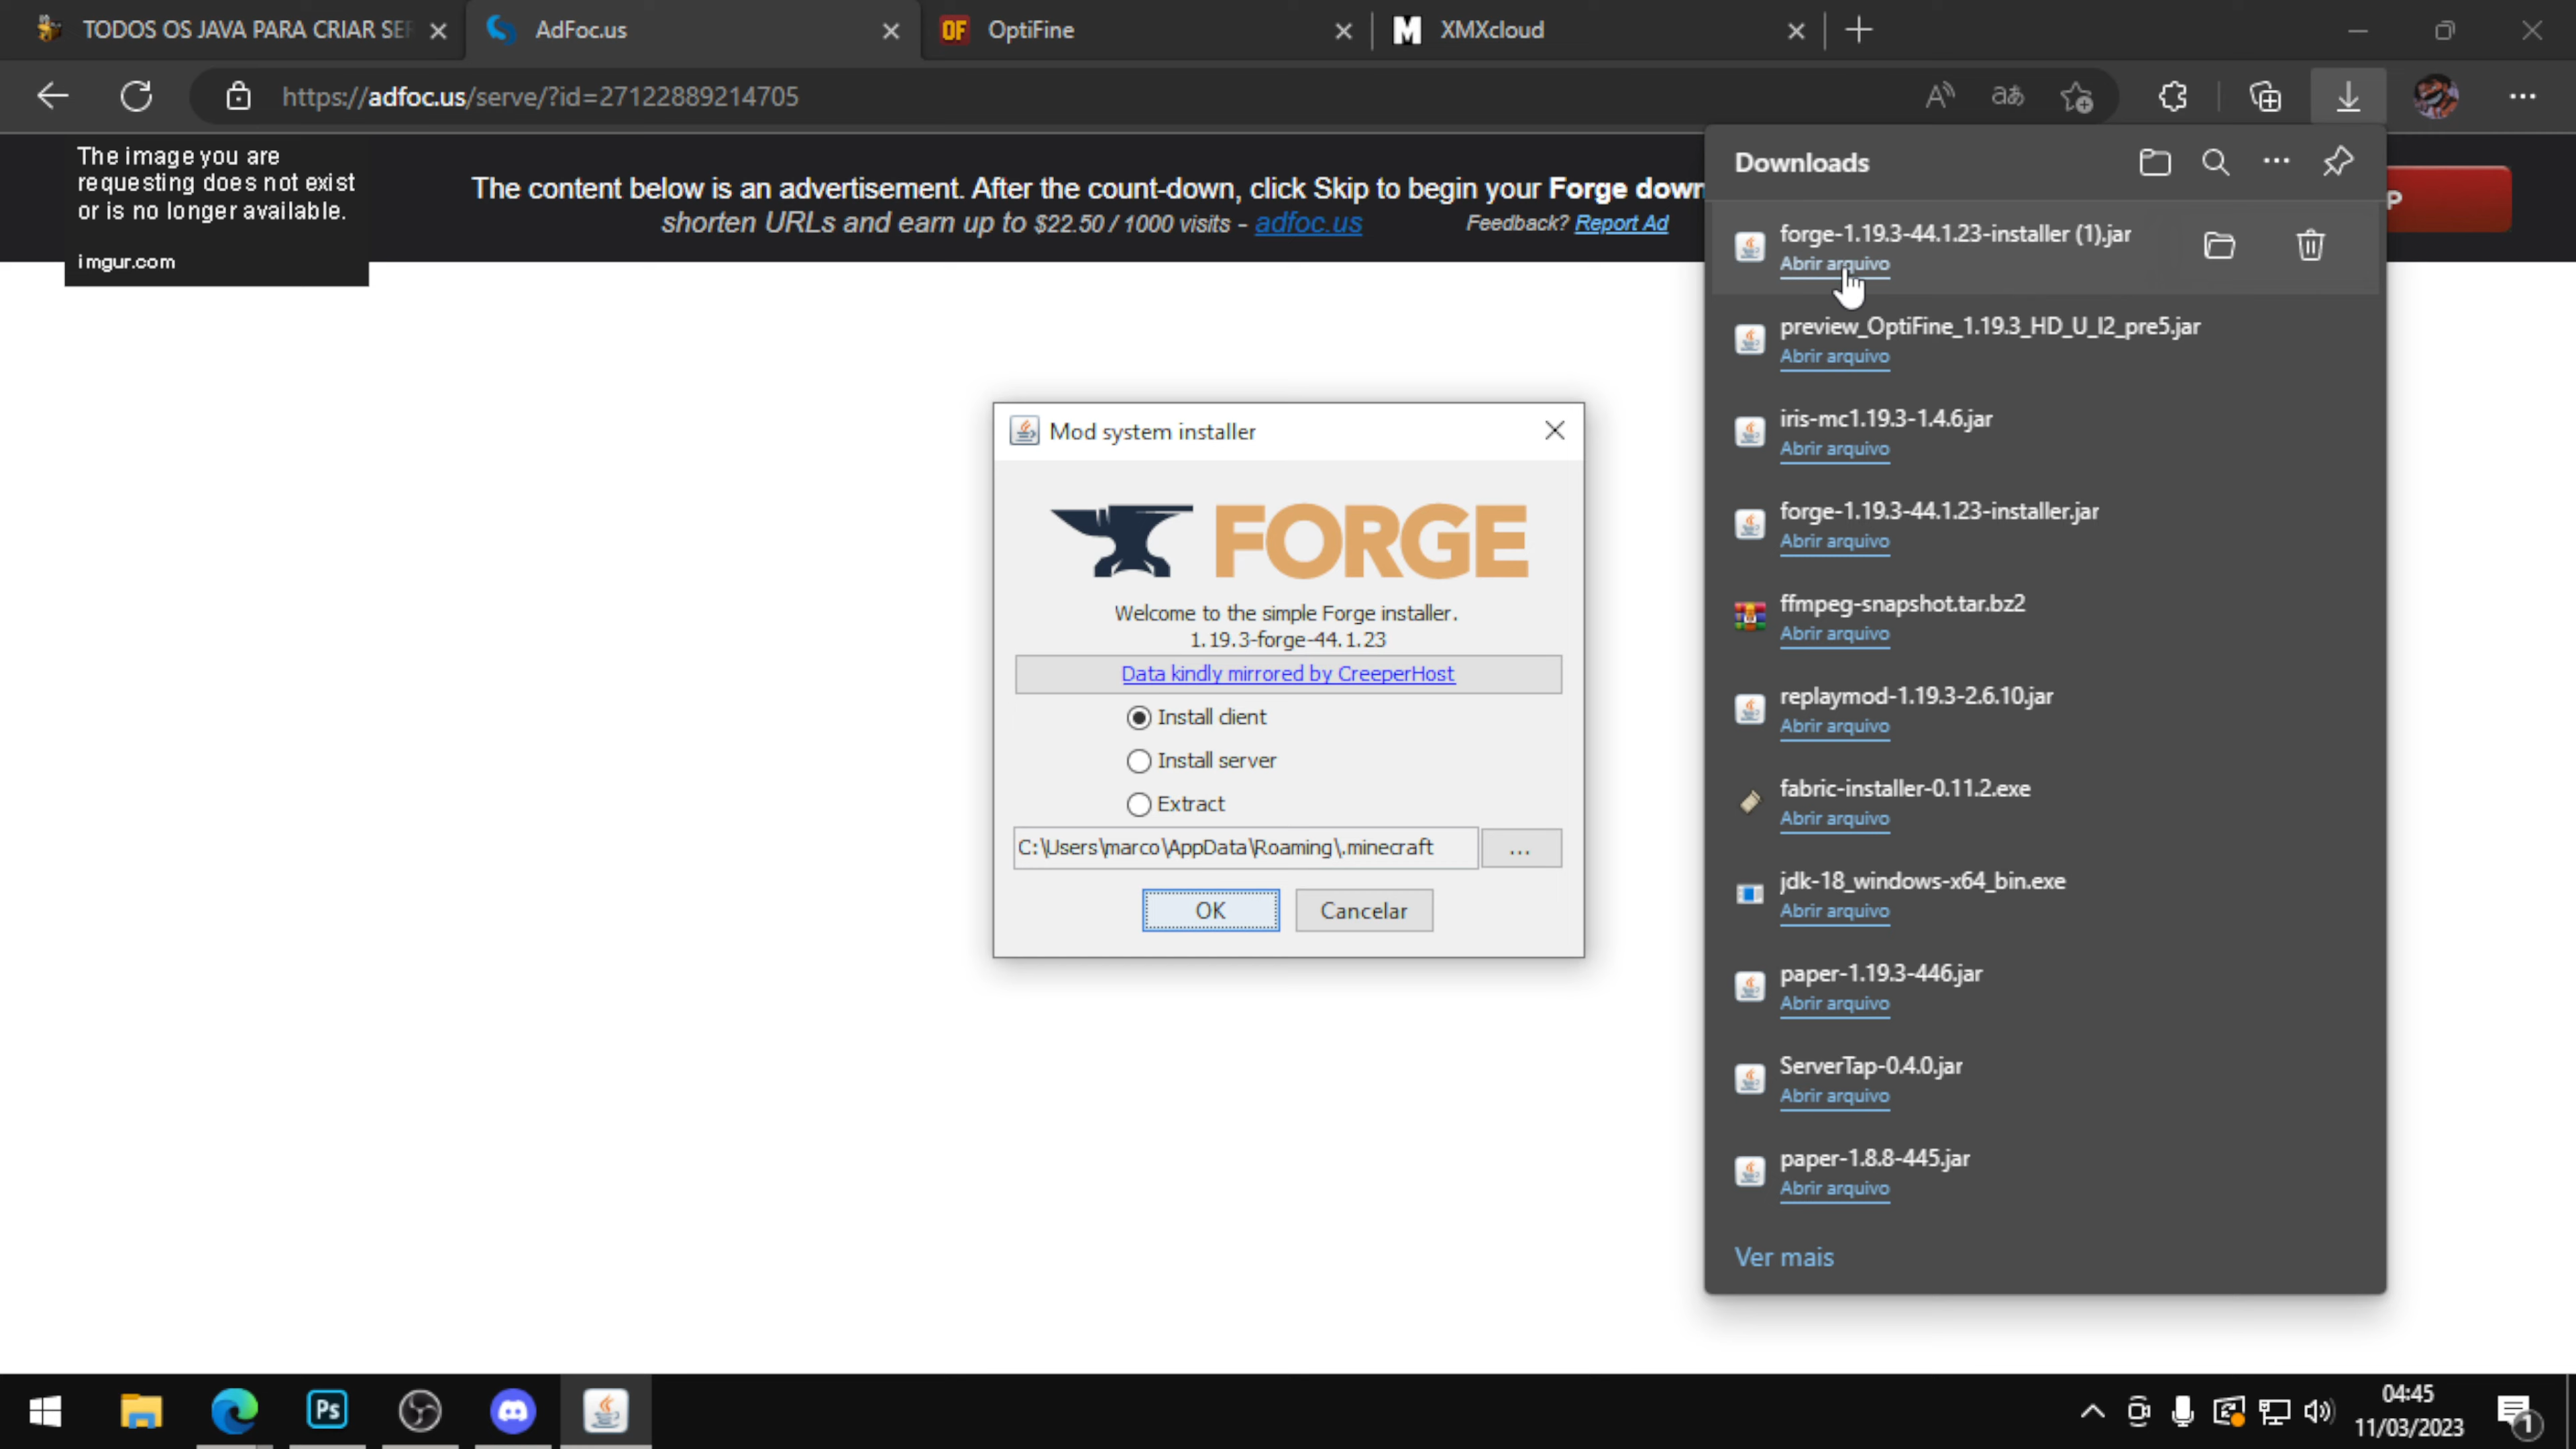 TODOS OS JAVA PARA CRIAR SER
AdFoc.us
OptiFine
XMXcloud
https://adfoc.us/serve/?id=27122889214705
The image you are
requesting does not exist
or is no longer available.
imgur.com
The content below is an advertisement. After the count-down, click Skip to begin your Forge down
shorten URLs and earn up to $22.50 / 1000 visits - adfoc.us
Feedback? Report Ad
P
Downloads
forge-1.19.3-44.1.23-installer (1).jar
Abrir arquivo
preview_OptiFine_1.19.3_HD_U_I2_pre5.jar
Abrir arquivo
iris-mc1.19.3-1.4.6.jar
Abrir arquivo
forge-1.19.3-44.1.23-installer.jar
Abrir arquivo
ffmpeg-snapshot.tar.bz2
Abrir arquivo
replaymod-1.19.3-2.6.10.jar
Abrir arquivo
fabric-installer-0.11.2.exe
Abrir arquivo
jdk-18_windows-x64_bin.exe
Abrir arquivo
paper-1.19.3-446.jar
Abrir arquivo
ServerTap-0.4.0.jar
Abrir arquivo
paper-1.8.8-445.jar
Abrir arquivo
Ver mais
Mod system installer
FORGE
Welcome to the simple Forge installer.
1.19.3-forge-44.1.23
Data kindly mirrored by CreeperHost
Install client
Install server
Extract
C:\Users\marco\AppData\Roaming\.minecraft
...
OK
Cancelar
Ps
04:45
11/03/2023
1